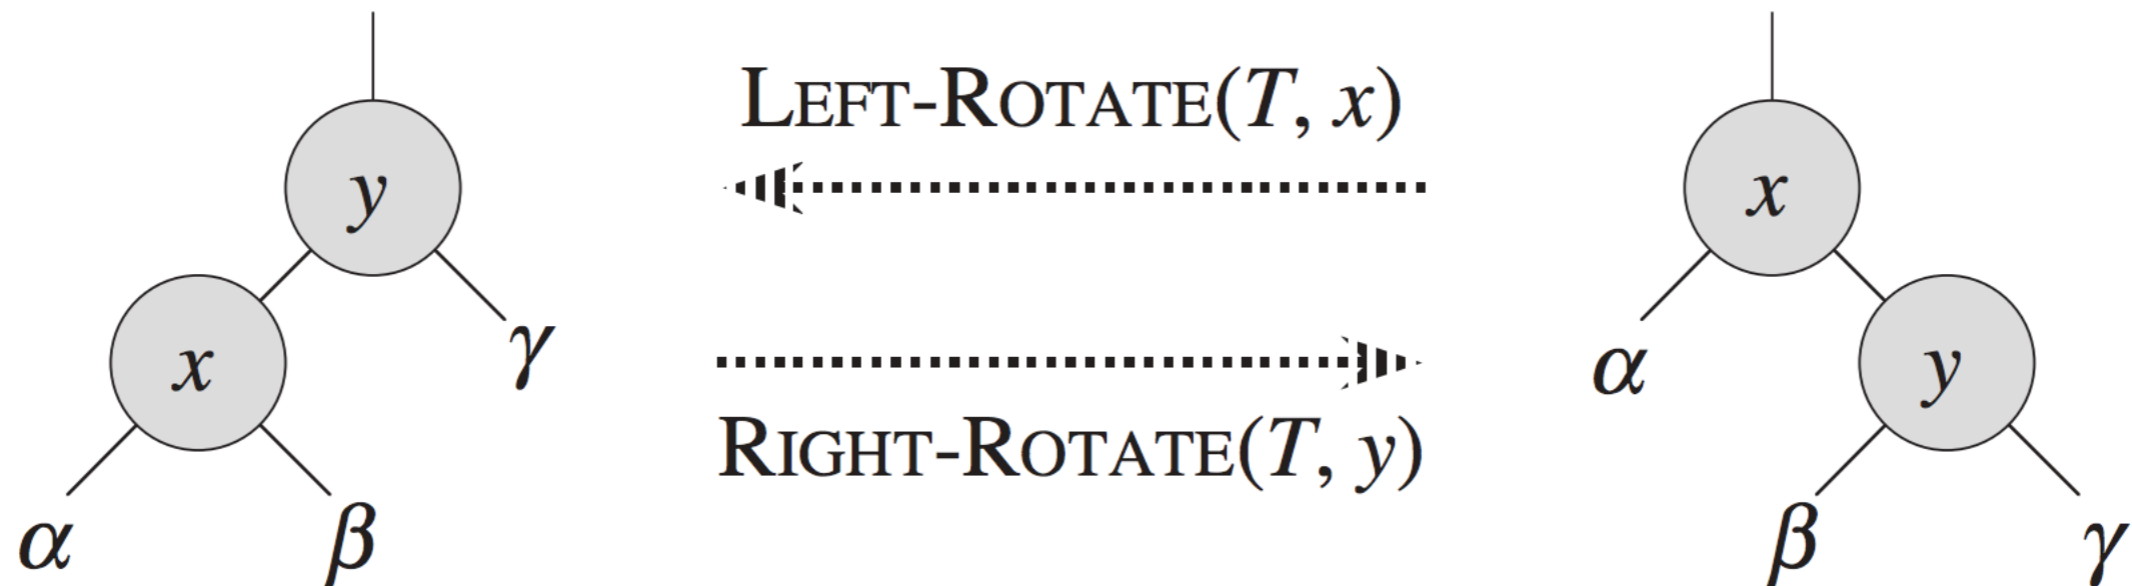 y
x
γ
α
β
LEFT-ROTATE(T, x)
RIGHT-ROTATE(T, y)
x
α
y
β
γ